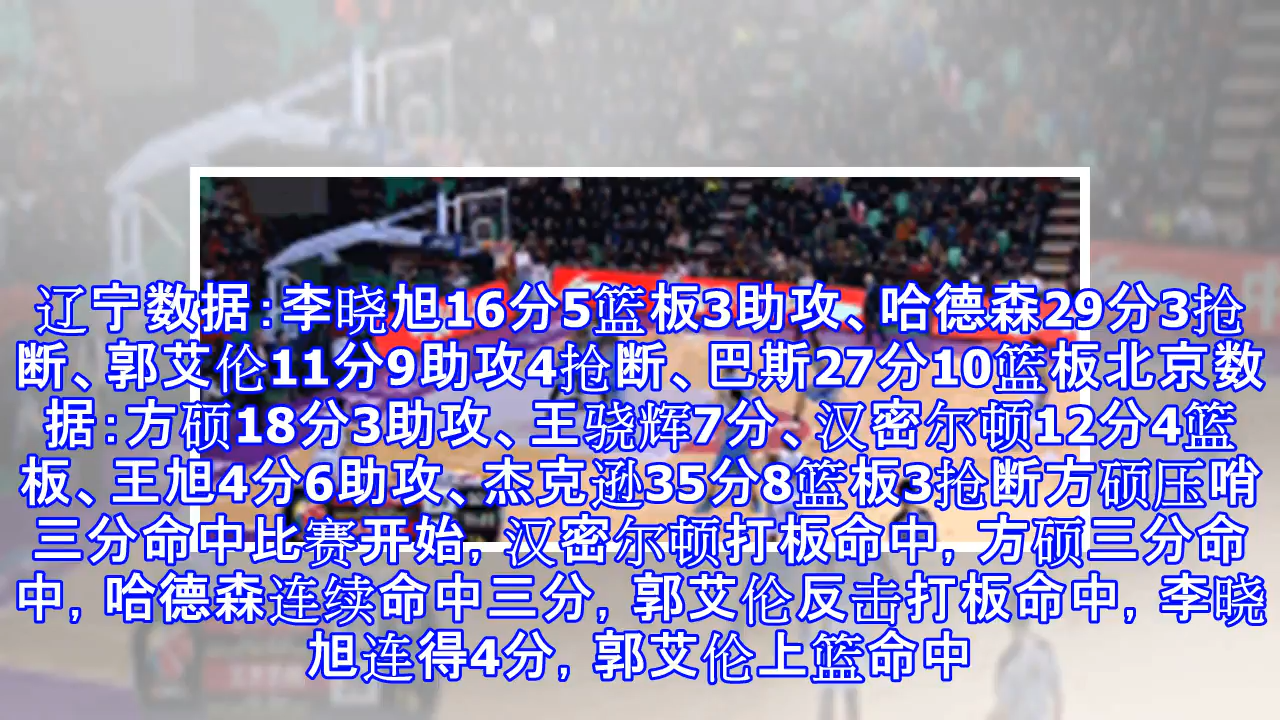 辽宁数据:李晓旭16分5篮板3助攻、哈德森29分3抢
断、郭艾伦11分9助攻4抢断、巴斯27分10篮板北京数
据:方硕18分3助攻、王骁辉7分、汉密尔顿12分4篮
板、王旭4分6助攻、杰克逊35分8篮板3抢断方硕压哨
三分命中比赛开始, 汉密尔顿打板命中, 方硕三分命
中, 哈德森连续命中三分, 郭艾伦反击打板命中, 李晓
旭连得4分, 郭艾伦上篮命中